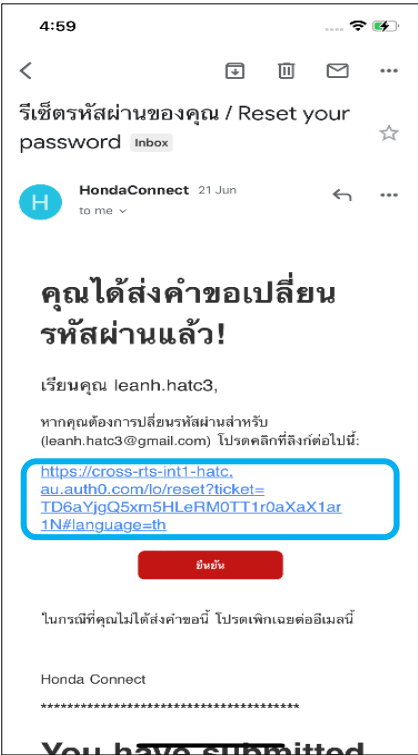 4:59
รีเซ็ตรหัสผ่านของคุณ / Reset your
password Inbox
H
HondaConnect 21 Jun
to me
คุณได้ส่งคำขอเปลี่ยน
รหัสผ่านแล้ว!
เรียนคุณ leanh.hatc3,
หากคุณต้องการปลี่ยนรหัสผ่านสำหรับ
(leanh.hatc3@gmail.com) โปรดคลิกที่ลิงก์ต่อไปนี้:
https://cross-rts-int1-hatc.
au.auth0.com/lo/reset?ticket=
TD6aYjgQ5xm5HLeRM0TT1r0aXaX1ar
1N#language=th
ยืนยัน
ในกรณีที่คุณไม่ได้ส่งคำขอนี้ โปรดเพิกเฉยต่ออีเมลนี้
Honda Connect
***************************************
You have submitted